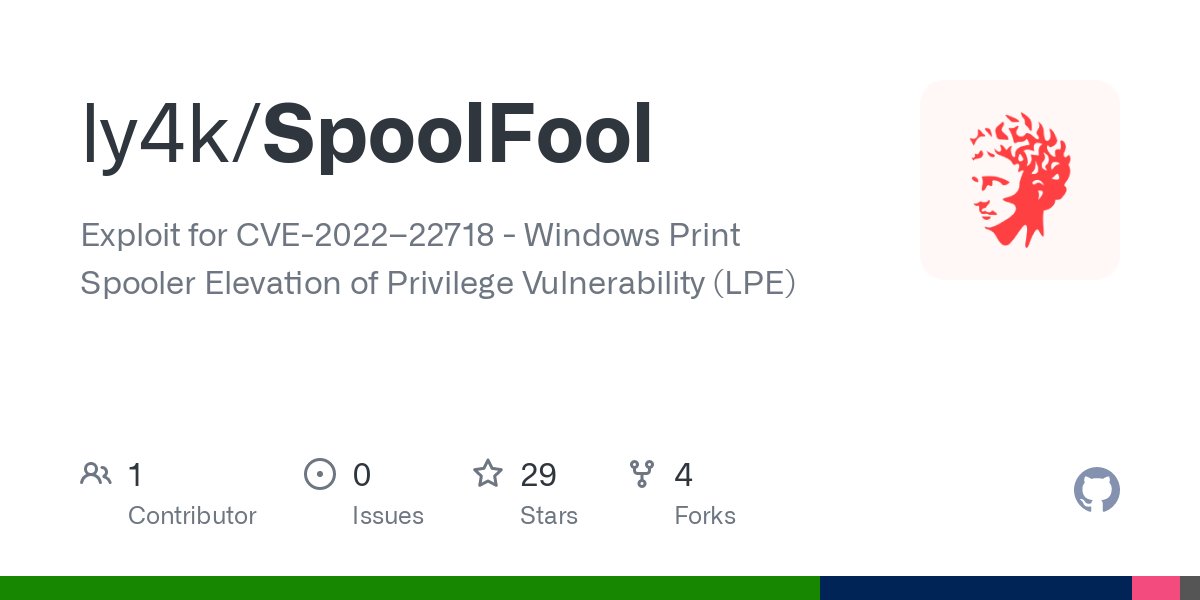 ly4k/SpoolFool
Exploit for CVE-2022–22718 - Windows Print
Spooler Elevation of Privilege Vulnerability (LPE)
1 0 29 4
Contributor Issues Stars Forks